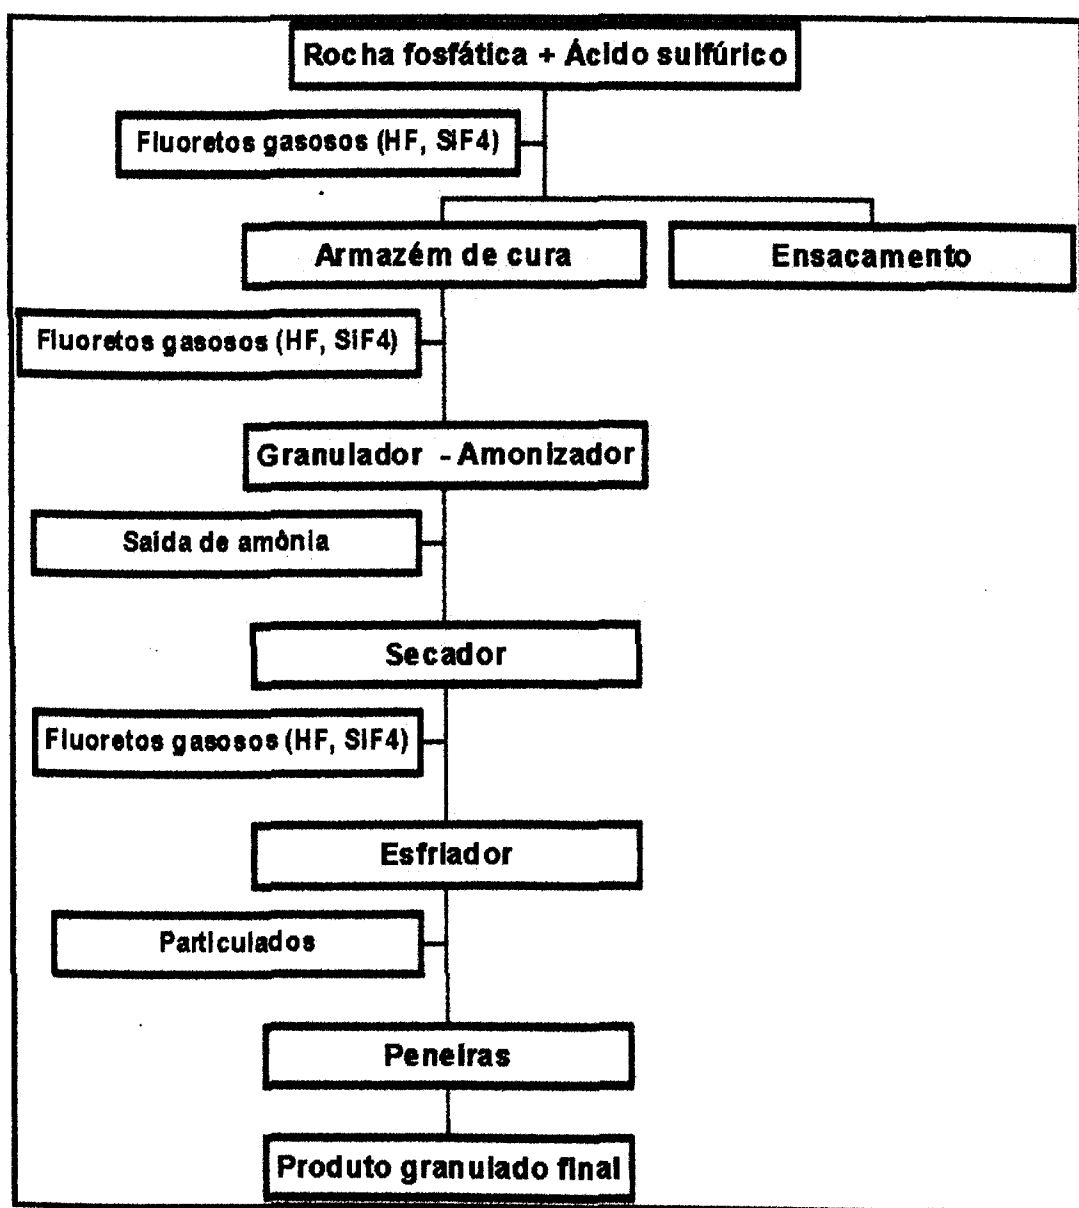 Rocha fosfática + Ácido sulfúrico
Fluoretos gasosos (HF, SiF4)
Armazém de cura
Ensacamento
Fluoretos gasosos (HF, SiF4)
Granulador - Amonizador
Saída de amônia
Secador
Fluoretos gasosos (HF, SiF4)
Esfriador
Particulados
Peneiras
Produto granulado final